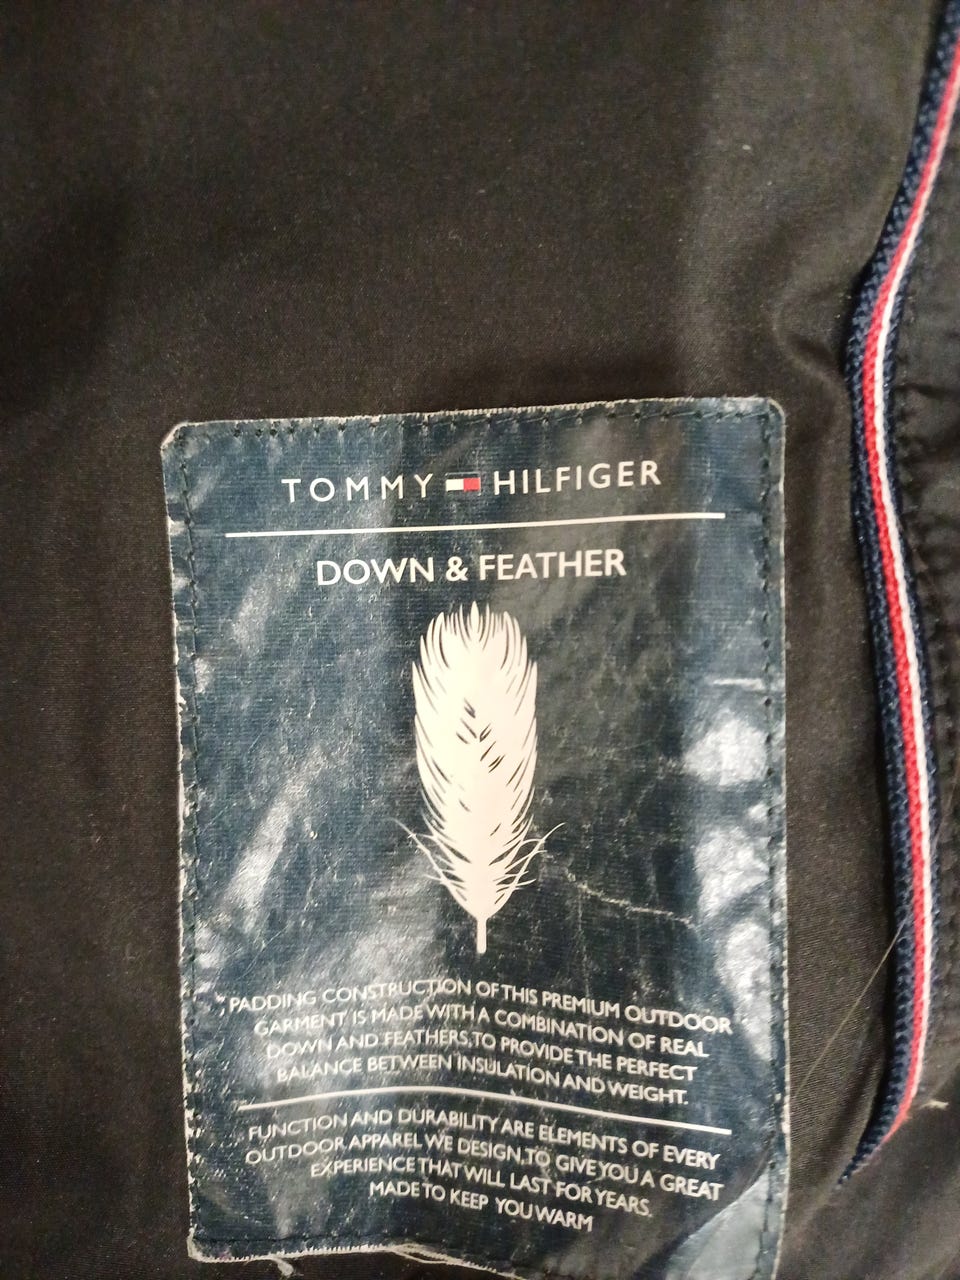 TOMMY HILFIGER
DOWN & FEATHER
PADDING CONSTRUCTION OF THIS PREMIUM OUTDOOR
GARMENT IS MADE WITH A COMBINATION OF REAL
DOWN AND FEATHERS, TO PROVIDE THE PERFECT
BALANCE BETWEEN INSULATION AND WEIGHT.
FUNCTION AND DURABILITY ARE ELEMENTS OF EVERY
OUTDOOR APPAREL WE DESIGN, TO GIVE YOU A GREAT
EXPERIENCE THAT WILL LAST FOR YEARS.
MADE TO KEEP YOU WARM